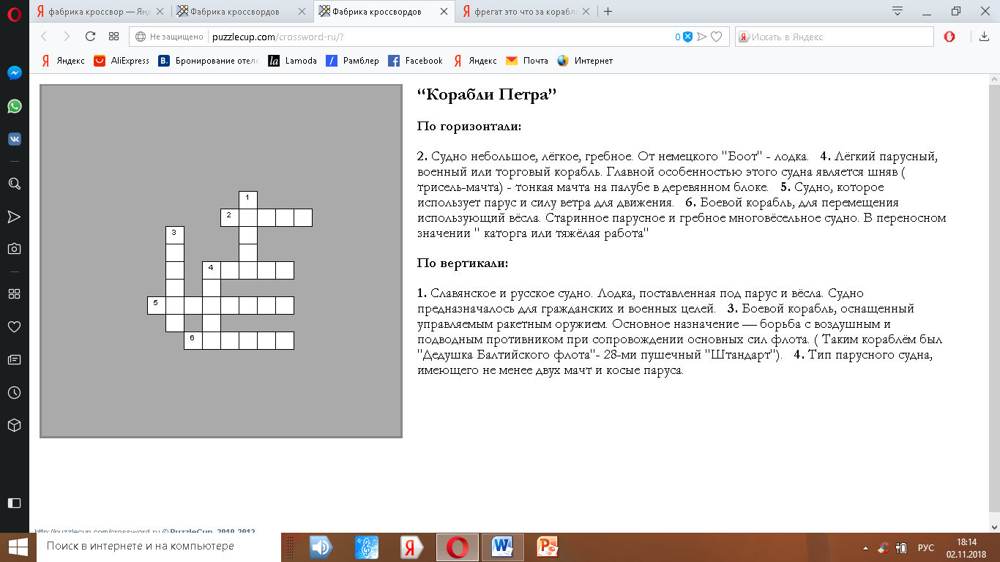 фабрика кроссвор — Янд
Фабрика кроссвордов
Фабрика кроссвордов
фрегат это что за корабль
Не защищено puzzlecup.com/crossword-ru/?
0
Искать в Яндекс
Яндекс AliExpress Бронирование отеле Lamoda Рамблер Facebook Яндекс Почта Интернет
“Корабли Петра”
По горизонтали:
2. Судно небольшое, лёгкое, гребное. От немецкого "Боот" - лодка. 4. Лёгкий парусный,
военный или торговый корабль. Главной особенностью этого судна является шняв (
трисель-мачта) - тонкая мачта на палубе в деревянном блоке. 5. Судно, которое
использует парус и силу ветра для движения. 6. Боевой корабль, для перемещения
использующий вёсла. Старинное парусное и гребное многовёсельное судно. В переносном
значении " каторга или тяжёлая работа"
По вертикали:
1. Славянское и русское судно. Лодка, поставленная под парус и вёсла. Судно
предназначалось для гражданских и военных целей. 3. Боевой корабль, оснащенный
управляемым ракетным оружием. Основное назначение — борьба с воздушным и
подводным противником при сопровождении основных сил флота. ( Таким кораблём был
"Дедушка Балтийского флота"- 28-ми пушечный "Штандарт"). 4. Тип парусного судна,
имеющего не менее двух мачт и косые паруса.
1
2
3
4
5
6
http://puzzlecup.com/crossword-ru © PuzzleCup, 2010-2012
Поиск в интернете и на компьютере
РУС
18:14
02.11.2018